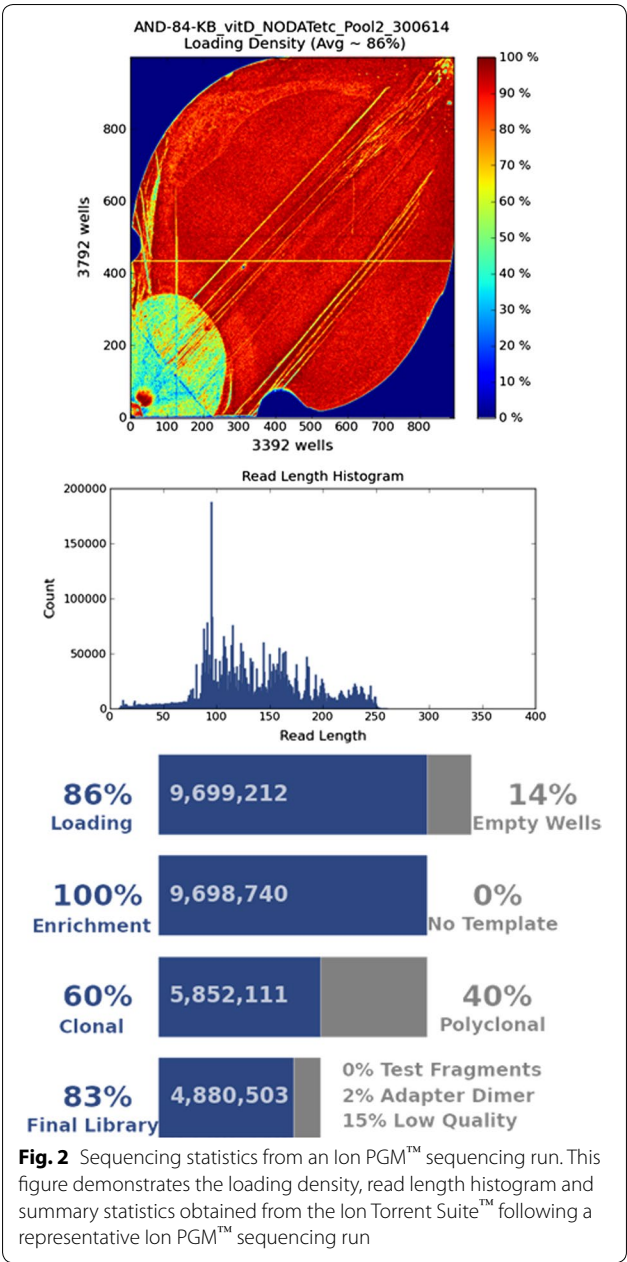 AND-84-KB_vitD_NODATetc_Pool2_300614
Loading Density (Avg ~ 86%)
100 %
90 %
80 %
70 %
60 %
50 %
40 %
30 %
20 %
10 %
0 %
800
600
400
200
0
3792 wells
0 100 200 300 400 500 600 700 800
3392 wells
Read Length Histogram
200000
150000
100000
50000
0
Count
0 50 100 150 200 250 300 350 400
Read Length
86%
Loading
9,699,212
14%
Empty Wells
100%
Enrichment
9,698,740
0%
No Template
60%
Clonal
5,852,111
40%
Polyclonal
83%
Final Library
4,880,503
0% Test Fragments
2% Adapter Dimer
15% Low Quality
Fig. 2 Sequencing statistics from an Ion PGM™ sequencing run. This
figure demonstrates the loading density, read length histogram and
summary statistics obtained from the Ion Torrent Suite™ following a
representative Ion PGM™ sequencing run